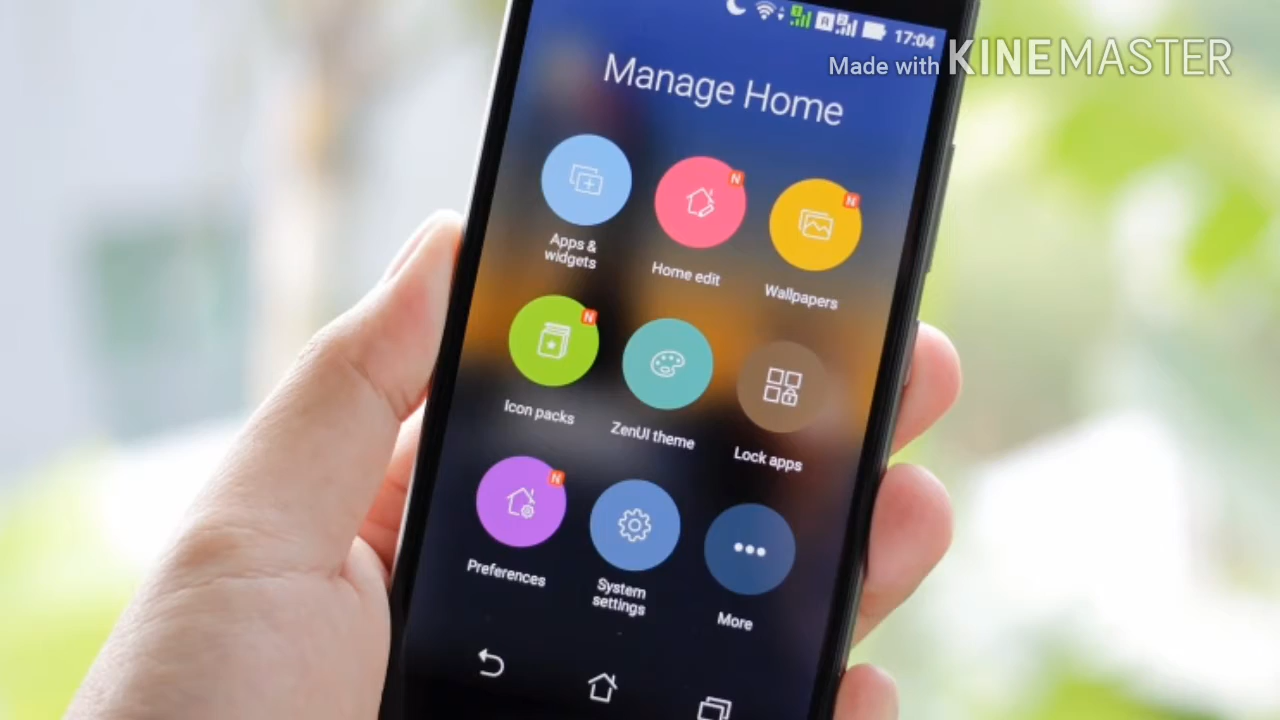 17:04
Made with KINEMASTER
Manage Home
N
N
Apps &
widgets
Home edit
Wallpapers
N
Icon packs
ZenUI theme
Lock apps
N
Preferences
System
settings
More